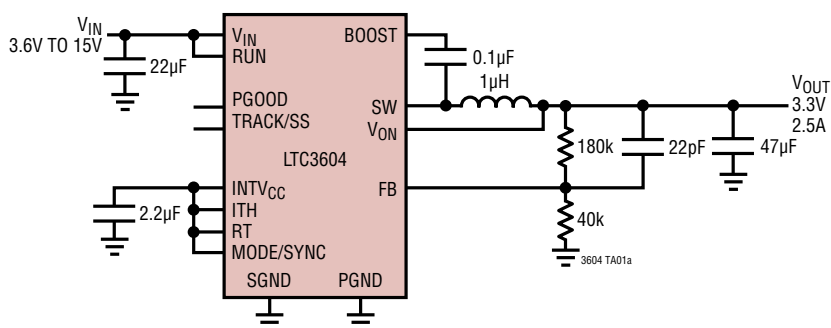 VIN
3.6V TO 15V
22µF
VIN
RUN
PGOOD
TRACK/SS
LTC3604
INTVCC
ITH
RT
MODE/SYNC
2.2µF
SGND
PGND
BOOST
SW
VON
FB
0.1µF
1µH
180k
22pF
47µF
40k
VOUT
3.3V
2.5A
3604 TA01a